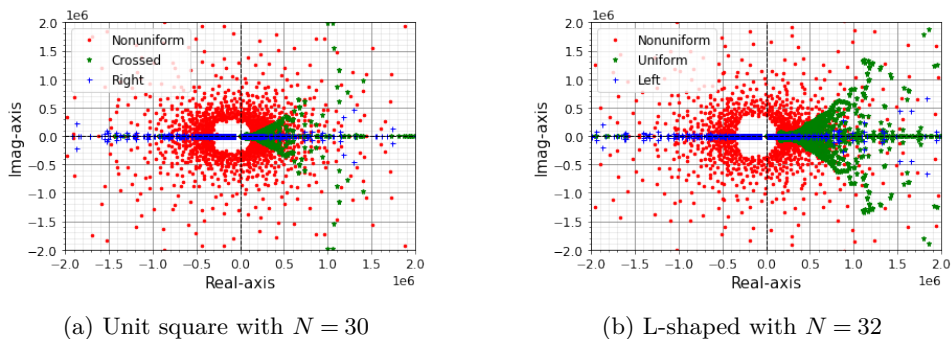 1e6
2.0
1.5
1.0
0.5
0.0
−0.5
−1.0
−1.5
−2.0
Imag-axis
Nonuniform
Crossed
Right
−2.0 −1.5 −1.0 −0.5 0.0 0.5 1.0 1.5 2.0
Real-axis
1e6
(a) Unit square with N = 30
1e6
2.0
1.5
1.0
0.5
0.0
−0.5
−1.0
−1.5
−2.0
Imag-axis
Nonuniform
Uniform
Left
−2.0 −1.5 −1.0 −0.5 0.0 0.5 1.0 1.5 2.0
Real-axis
1e6
(b) L-shaped with N = 32